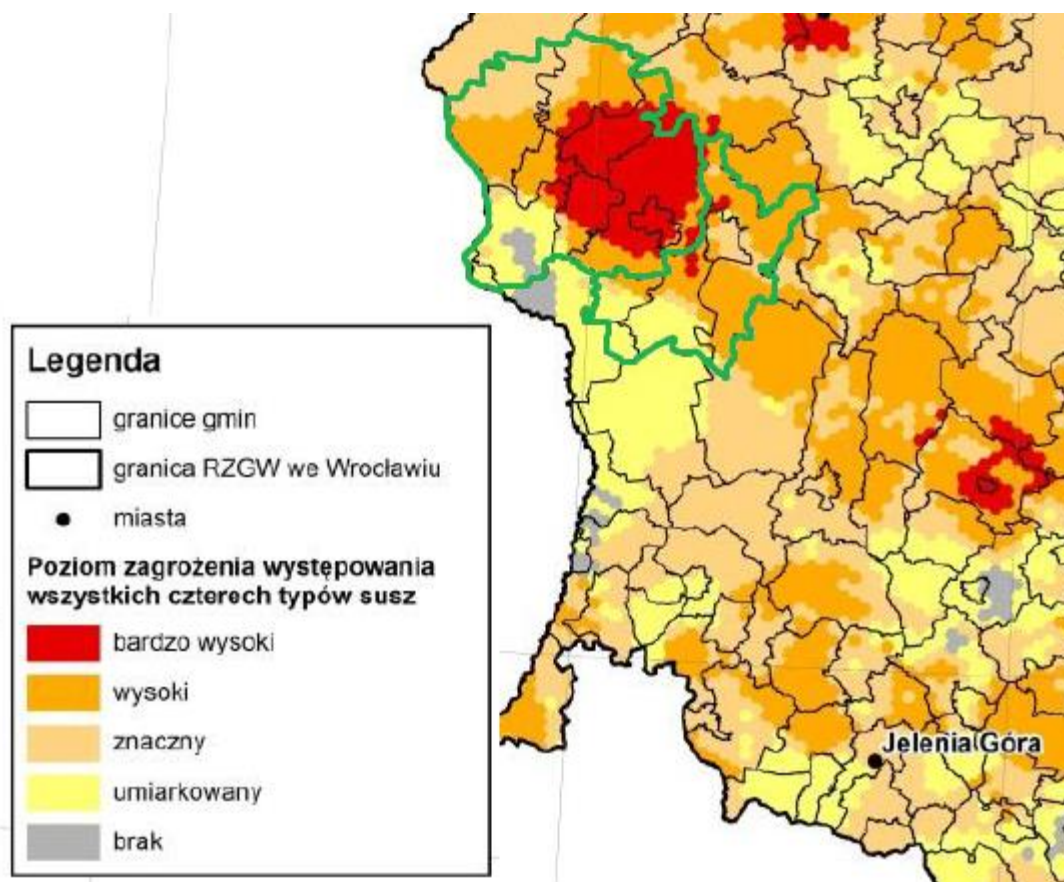 Legenda
granice gmin
granica RZGW we Wrocławiu
miasta
Poziom zagrożenia występowania
wszystkich czterech typów susz
bardzo wysoki
wysoki
znaczny
umiarkowany
brak
Jelenia Góra